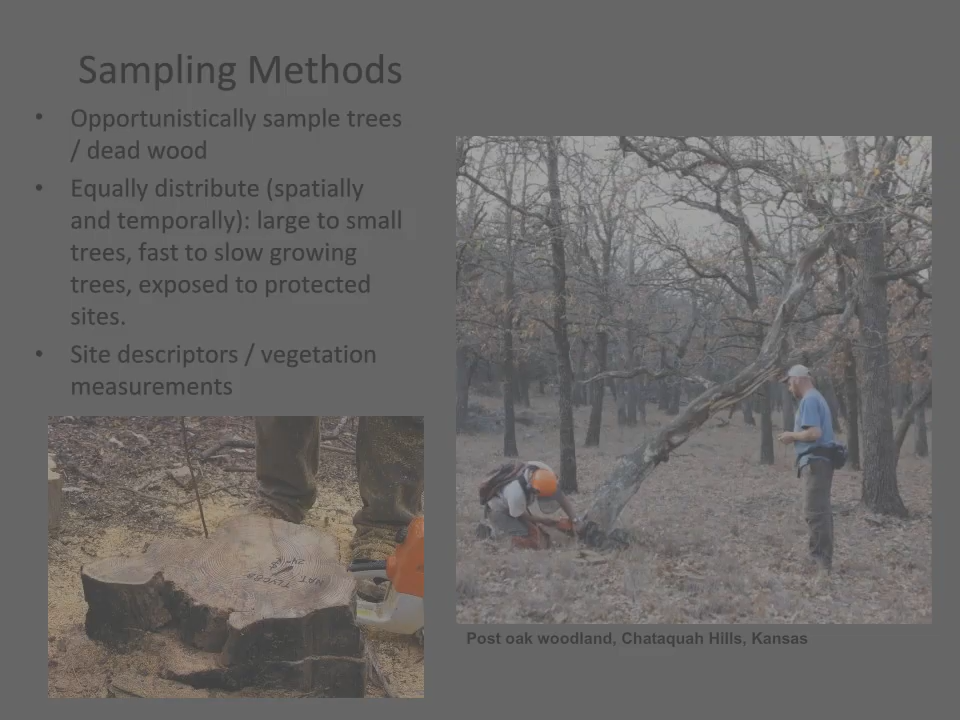 Sampling Methods
• Opportunistically sample trees
/ dead wood
• Equally distribute (spatially
and temporally): large to small
trees, fast to slow growing
trees, exposed to protected
sites.
• Site descriptors / vegetation
measurements
Post oak woodland, Chataquah Hills, Kansas